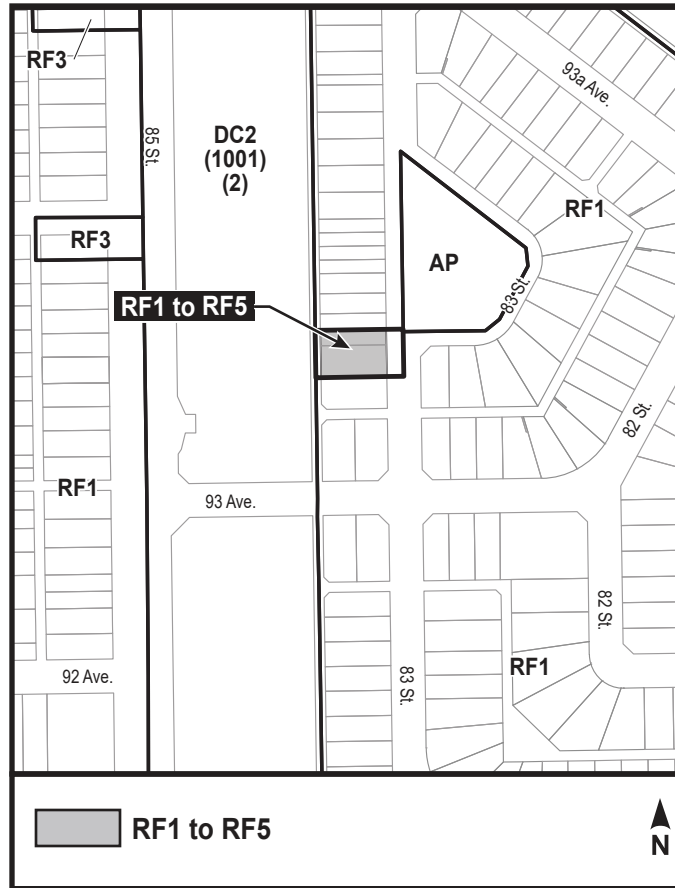 RF3
93a Ave.
85 St.
DC2
(1001)
(2)
RF1
RF3
AP
83 St.
RF1 to RF5
82 St.
RF1
93 Ave.
82 St.
RF1
92 Ave.
83 St.
RF1 to RF5
N